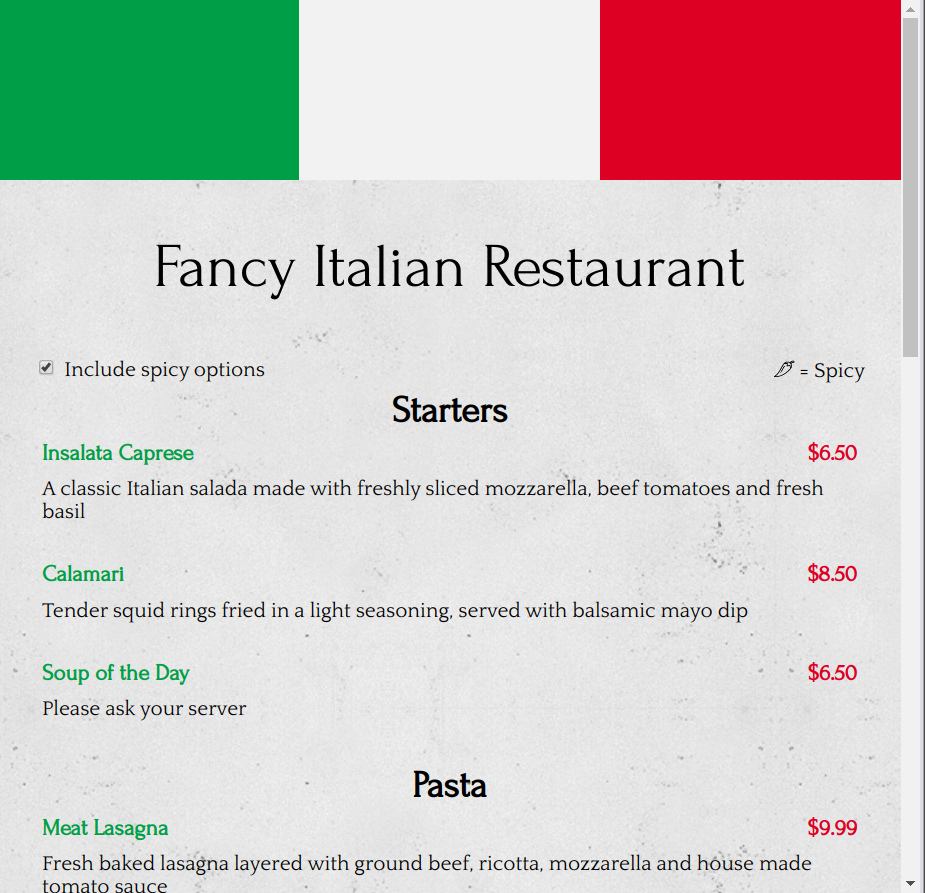 Fancy Italian Restaurant
Include spicy options
= Spicy
Starters
Insalata Caprese $6.50
A classic Italian salada made with freshly sliced mozzarella, beef tomatoes and fresh
basil
Calamari $8.50
Tender squid rings fried in a light seasoning, served with balsamic mayo dip
Soup of the Day $6.50
Please ask your server
Pasta
Meat Lasagna $9.99
Fresh baked lasagna layered with ground beef, ricotta, mozzarella and house made
tomato sauce